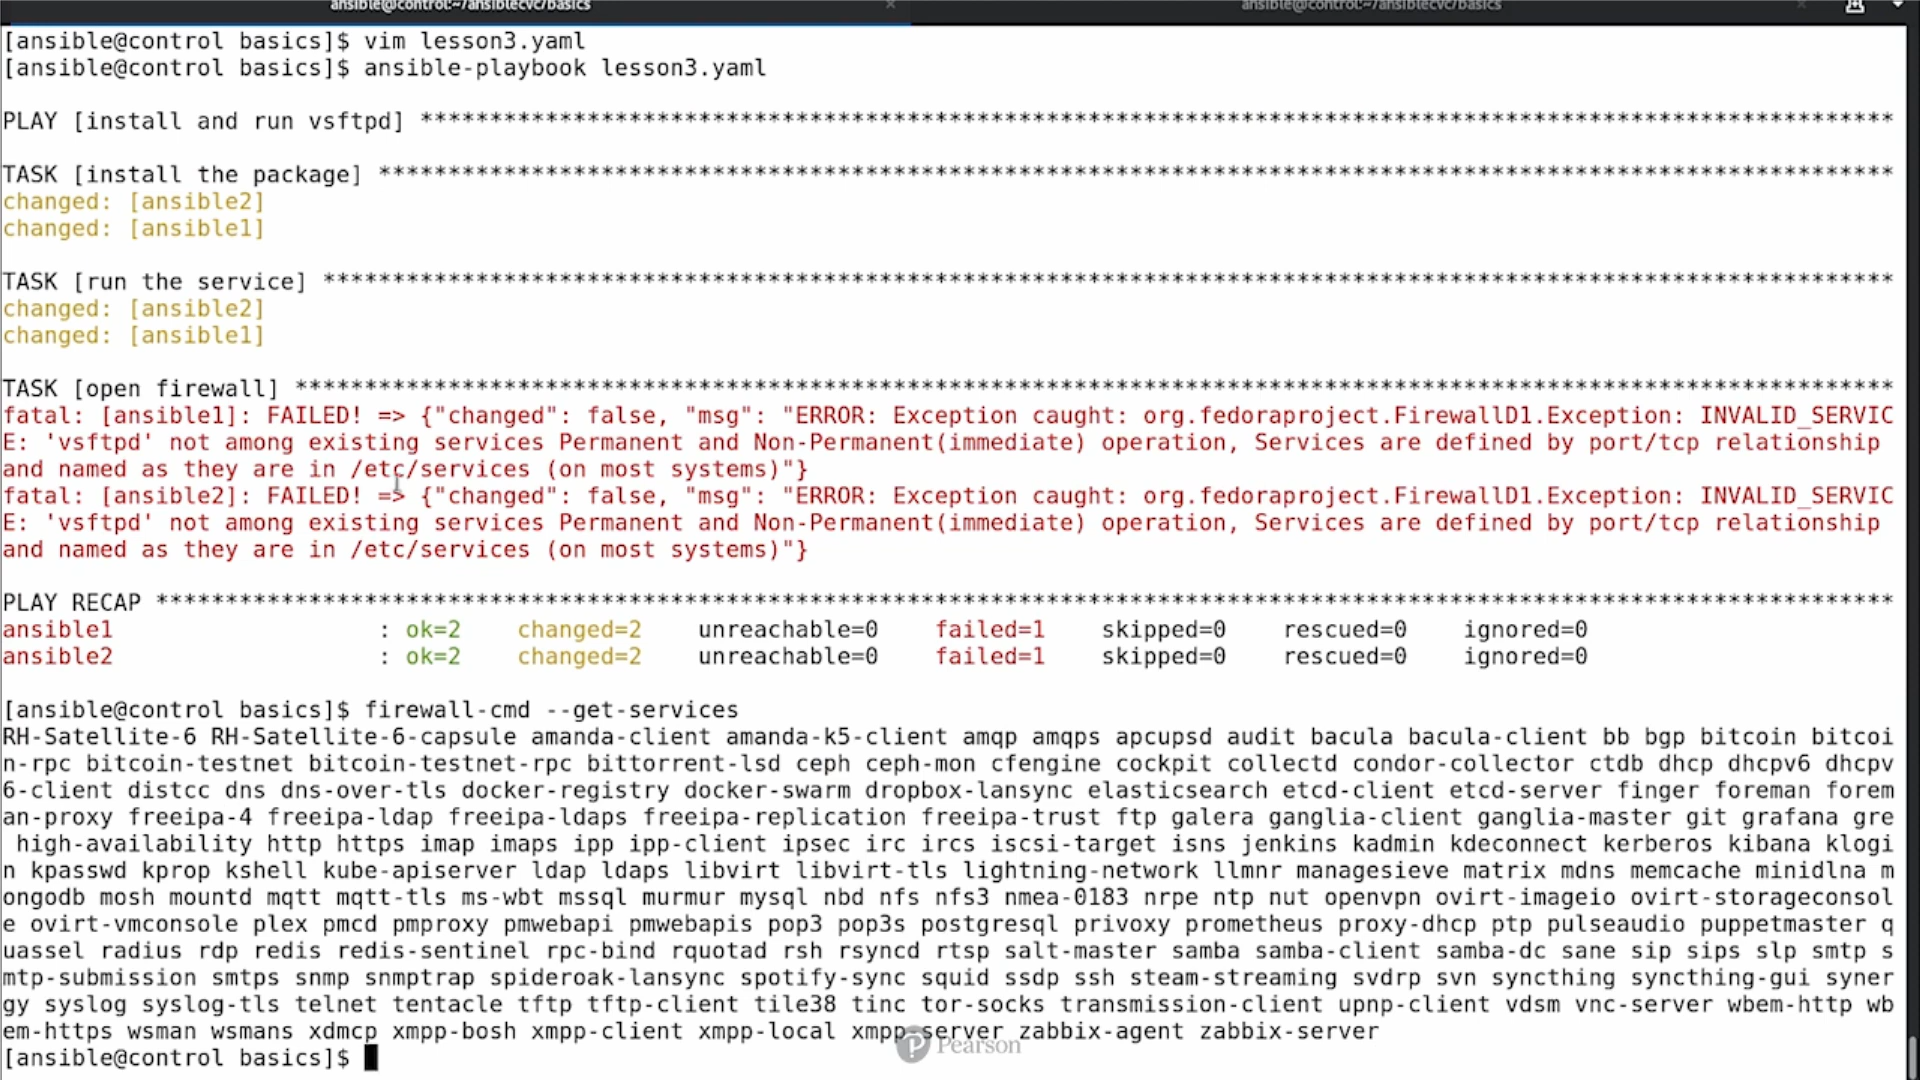 ansible@control:~/ansiblecvc/basics × ansible@control:~/ansiblecvc/basics ×
[ansible@control basics]$ vim lesson3.yaml
[ansible@control basics]$ ansible-playbook lesson3.yaml
PLAY [install and run vsftpd] **********************************************************************************************************
TASK [install the package] *************************************************************************************************************
changed: [ansible2]
changed: [ansible1]
TASK [run the service] *****************************************************************************************************************
changed: [ansible2]
changed: [ansible1]
TASK [open firewall] *******************************************************************************************************************
fatal: [ansible1]: FAILED! => {"changed": false, "msg": "ERROR: Exception caught: org.fedoraproject.FirewallD1.Exception: INVALID_SERVIC
E: 'vsftpd' not among existing services Permanent and Non-Permanent(immediate) operation, Services are defined by port/tcp relationship
and named as they are in /etc/services (on most systems)"}
fatal: [ansible2]: FAILED! => {"changed": false, "msg": "ERROR: Exception caught: org.fedoraproject.FirewallD1.Exception: INVALID_SERVIC
E: 'vsftpd' not among existing services Permanent and Non-Permanent(immediate) operation, Services are defined by port/tcp relationship
and named as they are in /etc/services (on most systems)"}
PLAY RECAP *****************************************************************************************************************************
ansible1 : ok=2 changed=2 unreachable=0 failed=1 skipped=0 rescued=0 ignored=0
ansible2 : ok=2 changed=2 unreachable=0 failed=1 skipped=0 rescued=0 ignored=0
[ansible@control basics]$ firewall-cmd --get-services
RH-Satellite-6 RH-Satellite-6-capsule amanda-client amanda-k5-client amqp amqps apcupsd audit bacula bacula-client bb bgp bitcoin bitcoi
n-rpc bitcoin-testnet bitcoin-testnet-rpc bittorrent-lsd ceph ceph-mon cfengine cockpit collectd condor-collector ctdb dhcp dhcpv6 dhcpv
6-client distcc dns dns-over-tls docker-registry docker-swarm dropbox-lansync elasticsearch etcd-client etcd-server finger foreman forem
an-proxy freeipa-4 freeipa-ldap freeipa-ldaps freeipa-replication freeipa-trust ftp galera ganglia-client ganglia-master git grafana gre
high-availability http https imap imaps ipp ipp-client ipsec irc ircs iscsi-target isns jenkins kadmin kdeconnect kerberos kibana klogi
n kpasswd kprop kshell kube-apiserver ldap ldaps libvirt libvirt-tls lightning-network llmnr managesieve matrix mdns memcache minidlna m
ongodb mosh mountd mqtt mqtt-tls ms-wbt mssql murmur mysql nbd nfs nfs3 nmea-0183 nrpe ntp nut openvpn ovirt-imageio ovirt-storageconsol
e ovirt-vmconsole plex pmcd pmproxy pmwebapi pmwebapis pop3 pop3s postgresql privoxy prometheus proxy-dhcp ptp pulseaudio puppetmaster q
uassel radius rdp redis redis-sentinel rpc-bind rquotad rsh rsyncd rtsp salt-master samba samba-client samba-dc sane sip sips slp smtp s
mtp-submission smtps snmp snmptrap spideroak-lansync spotify-sync squid ssdp ssh steam-streaming svdrp svn syncthing syncthing-gui syner
gy syslog syslog-tls telnet tentacle tftp tftp-client tile38 tinc tor-socks transmission-client upnp-client vdsm vnc-server wbem-http wb
em-https wsman wsmans xdmcp xmpp-bosh xmpp-client xmpp-local xmpp-server zabbix-agent zabbix-server
[ansible@control basics]$
P Pearson